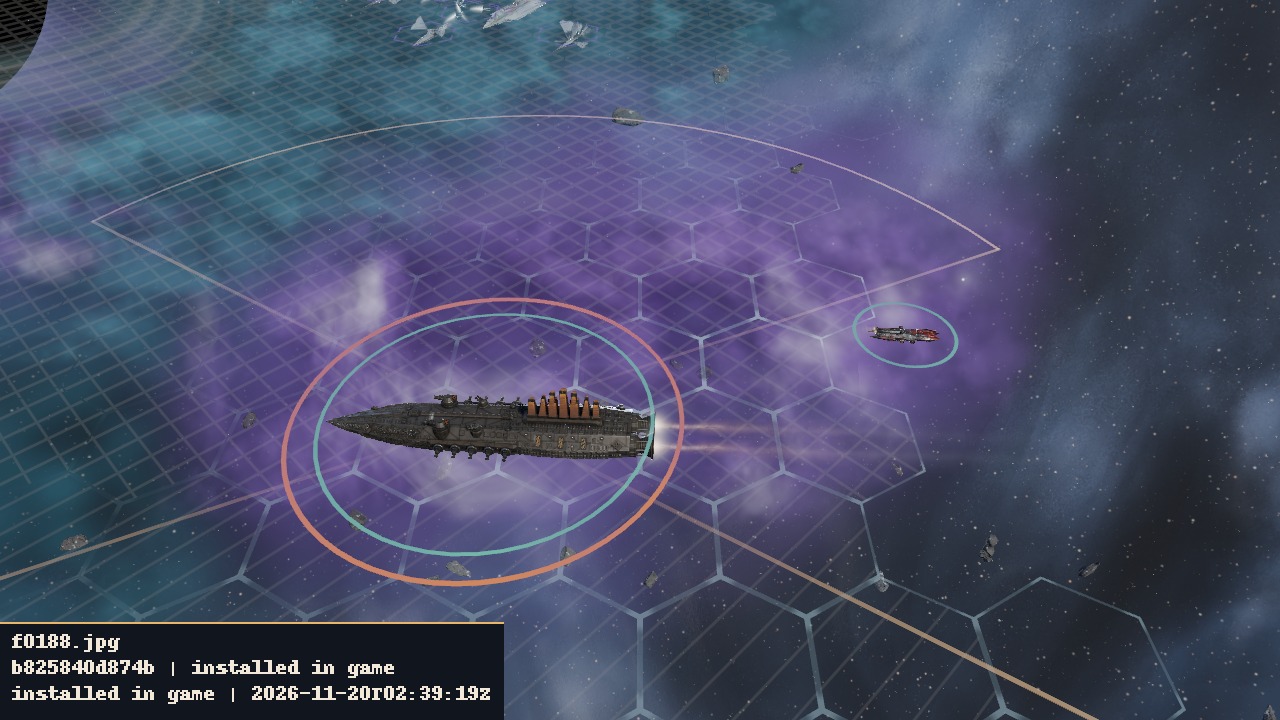 f0188.jpg
b825840d874b | installed in game
installed in game | 2026-11-20T02:39:19Z